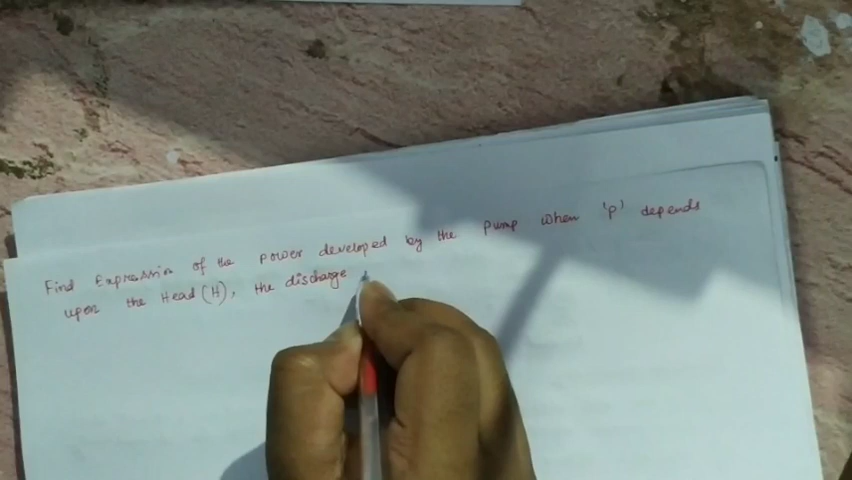 Find Expression of the power developed by the pump when 'p' depends
upon the Head (H), the discharge